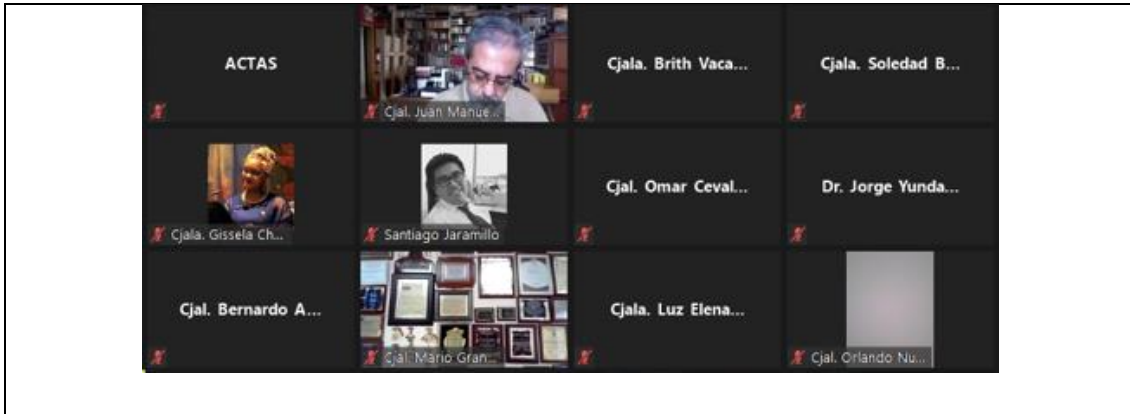 ACTAS
Cjal. Juan Manue...
Cjala. Brith Vaca...
Cjala. Soledad B...
Cjala. Gissela Ch...
Santiago Jaramillo
Cjal. Omar Ceval...
Dr. Jorge Yunda...
Cjal. Bernardo A...
Cjal. Mario Gran...
Cjala. Luz Elena...
Cjal. Orlando Nu...